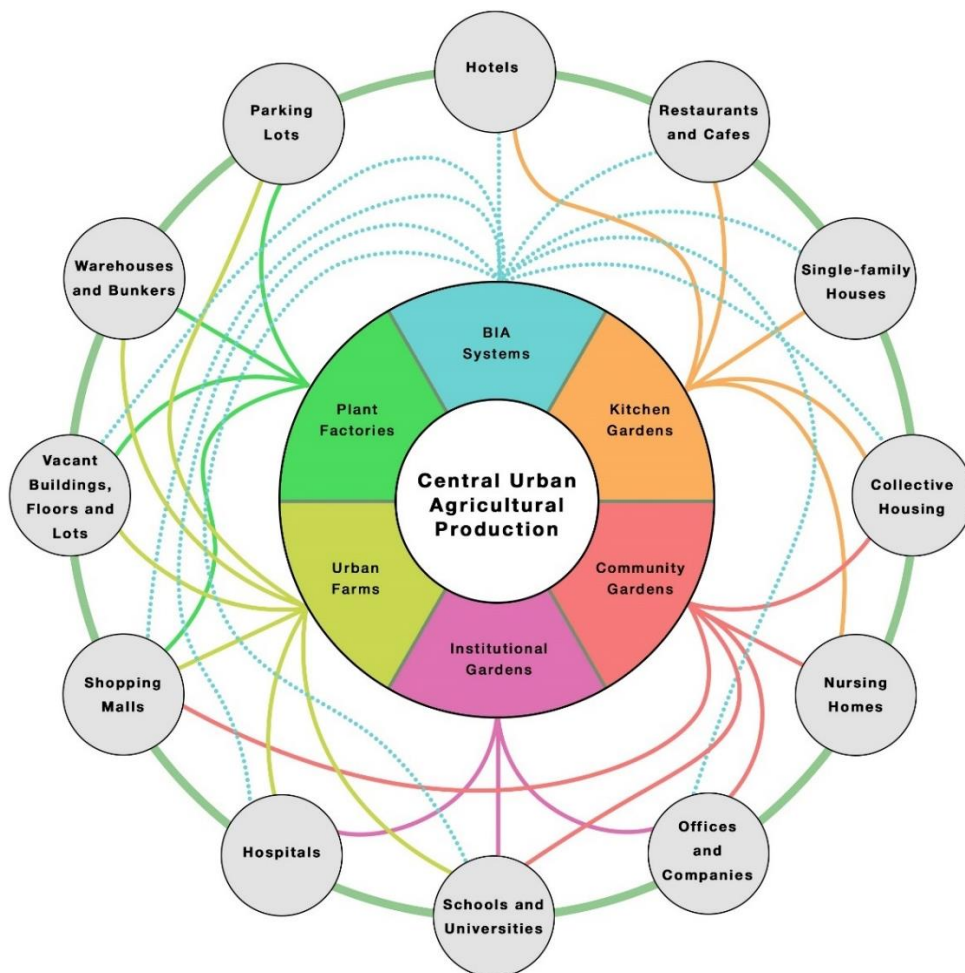 Hotels
Restaurants
and Cafes
Single-family
Houses
Collective
Housing
Nursing
Homes
Offices
and
Companies
Schools and
Universities
Hospitals
Shopping
Malls
Vacant
Buildings,
Floors and
Lots
Warehouses
and Bunkers
Parking
Lots
BIA
Systems
Kitchen
Gardens
Community
Gardens
Institutional
Gardens
Urban
Farms
Plant
Factories
Central Urban
Agricultural
Production